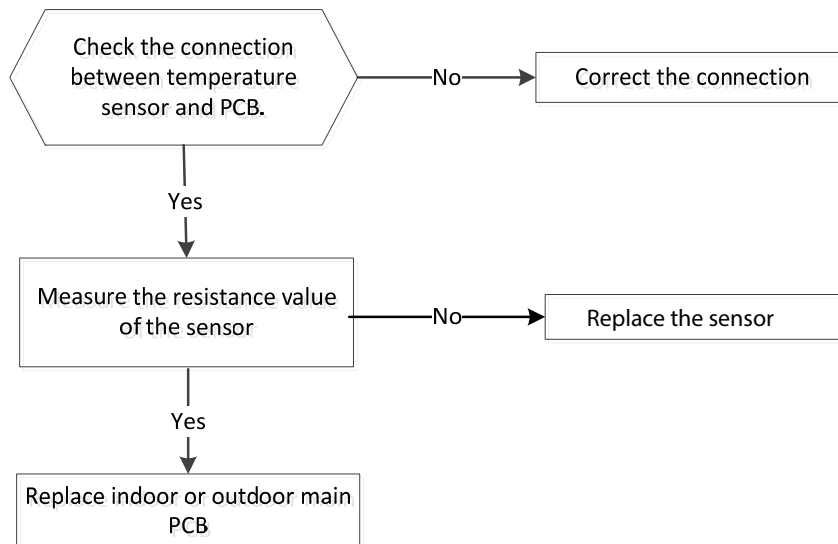 Check the connection
between temperature
sensor and PCB.
No
Correct the connection
Yes
Measure the resistance value
of the sensor
No
Replace the sensor
Yes
Replace indoor or outdoor main
PCB